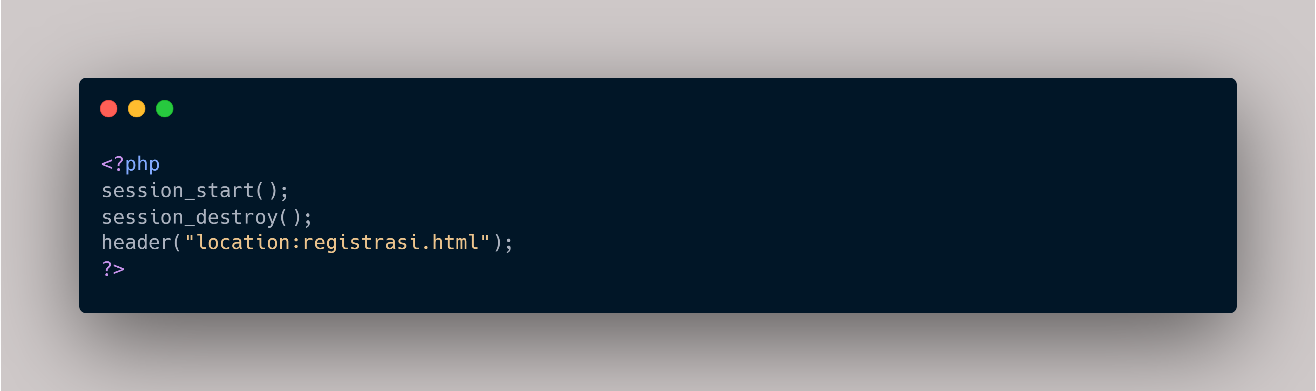 <?php
session_start();
session_destroy();
header("location:registrasi.html");
?>